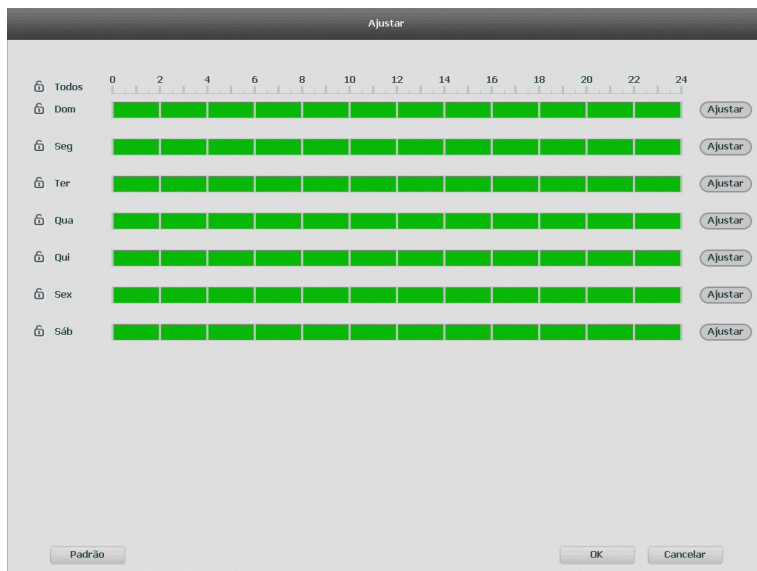 Ajustar
Todos 0 2 4 6 8 10 12 14 16 18 20 22 24
Dom Ajustar
Seg Ajustar
Ter Ajustar
Qua Ajustar
Qui Ajustar
Sex Ajustar
Sáb Ajustar
Padrão OK Cancelar